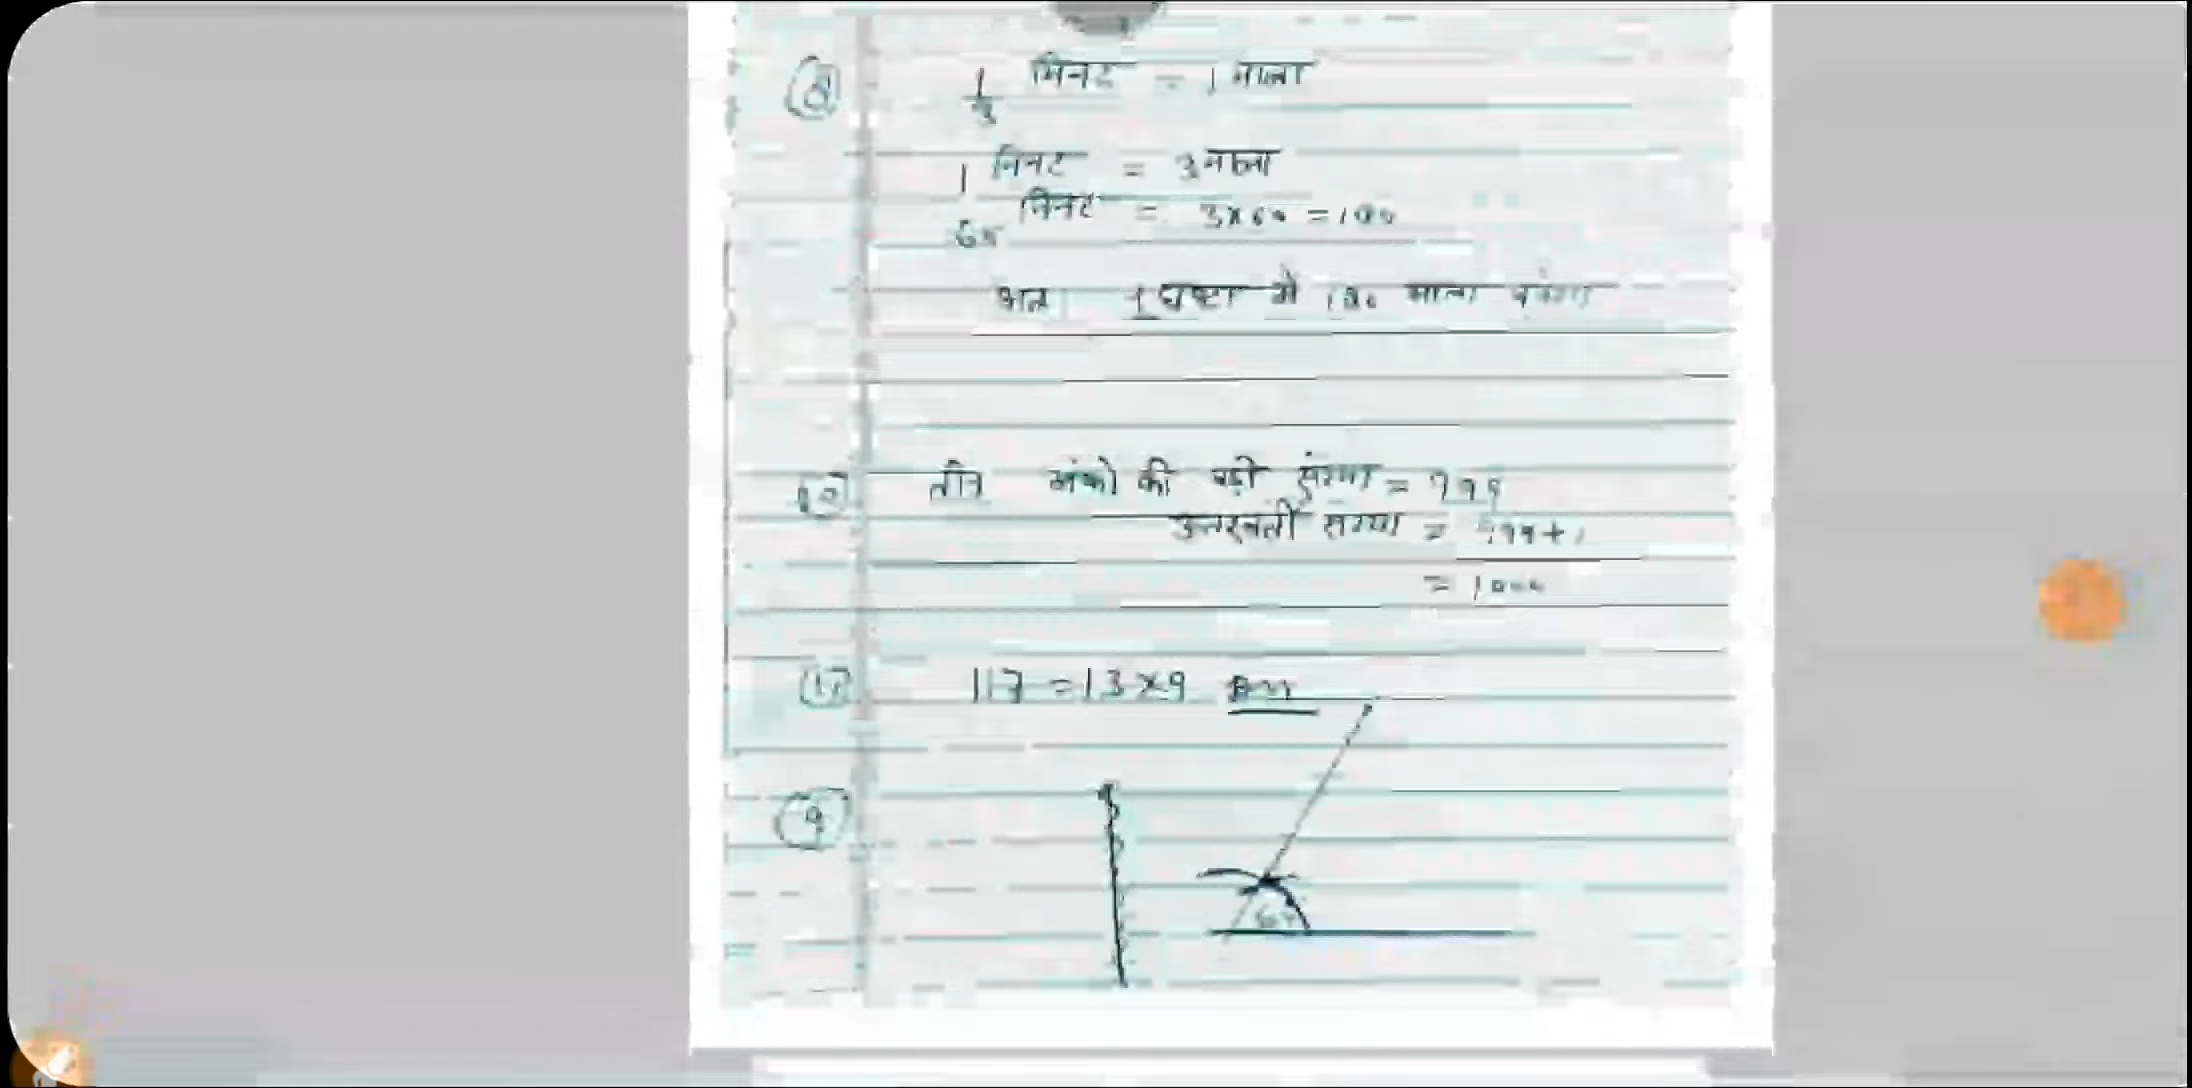 (8) 1/3 मिनट = 1 माला
1 मिनट = 3 माला
60 मिनट = 3×60 = 180
अतः 1 घण्टा में 180 माला
10 तीन अंको की बड़ी संख्या = 999
उत्तरवर्ती संख्या = 999+1
= 1000
117 = 13×9 Ans
(9)
60